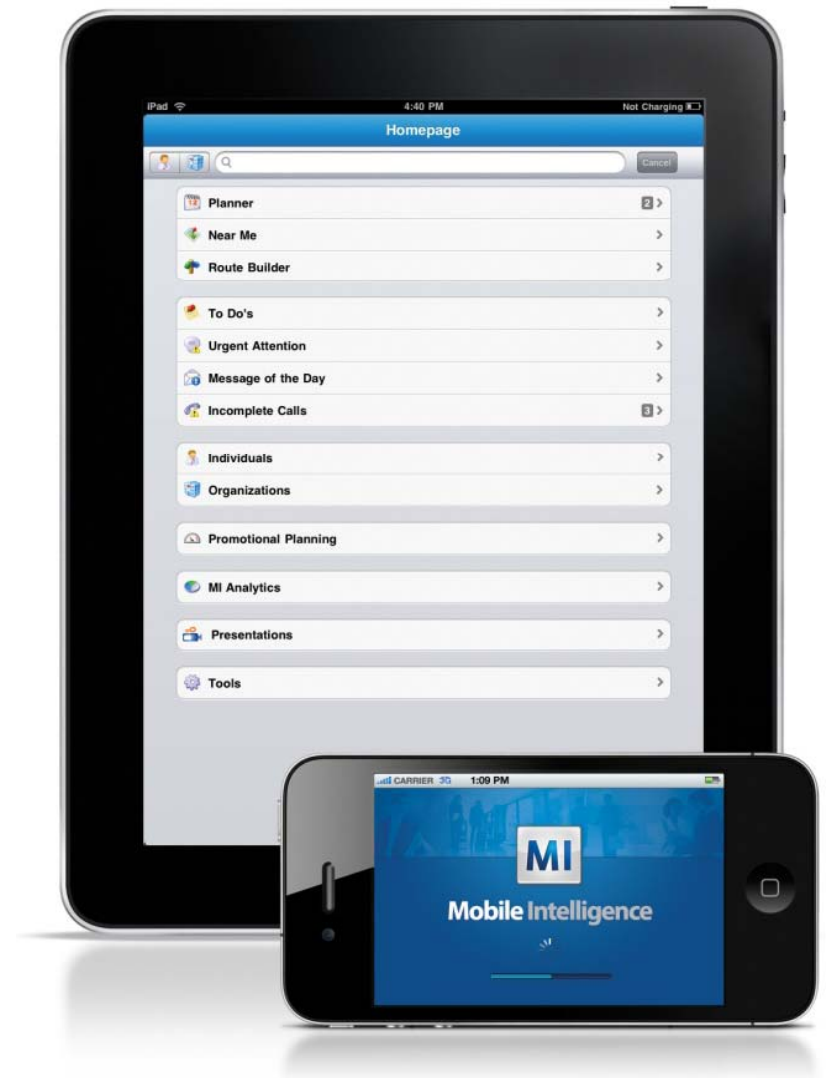 iPad 4:40 PM Not Charging
Homepage
Cancel
Planner 2
Near Me
Route Builder
To Do's
Urgent Attention
Message of the Day
Incomplete Calls 3
Individuals
Organizations
Promotional Planning
MI Analytics
Presentations
Tools
CARRIER 3G 1:09 PM
MI
Mobile Intelligence